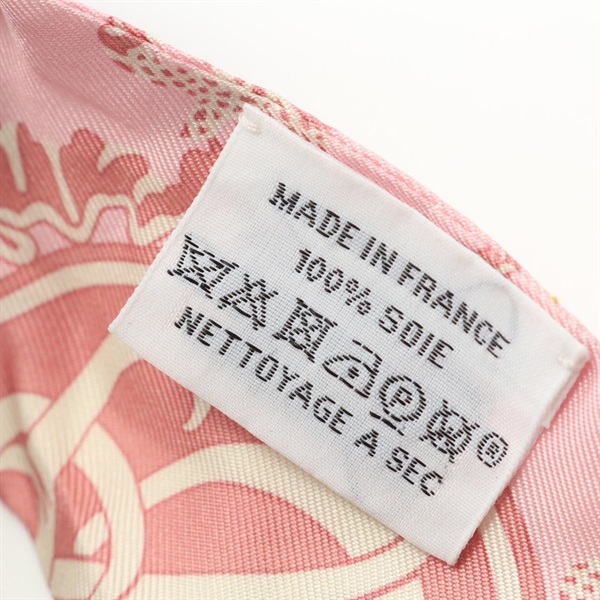 MADE IN FRANCE
100% SOIE
P ®
NETTOYAGE A SEC